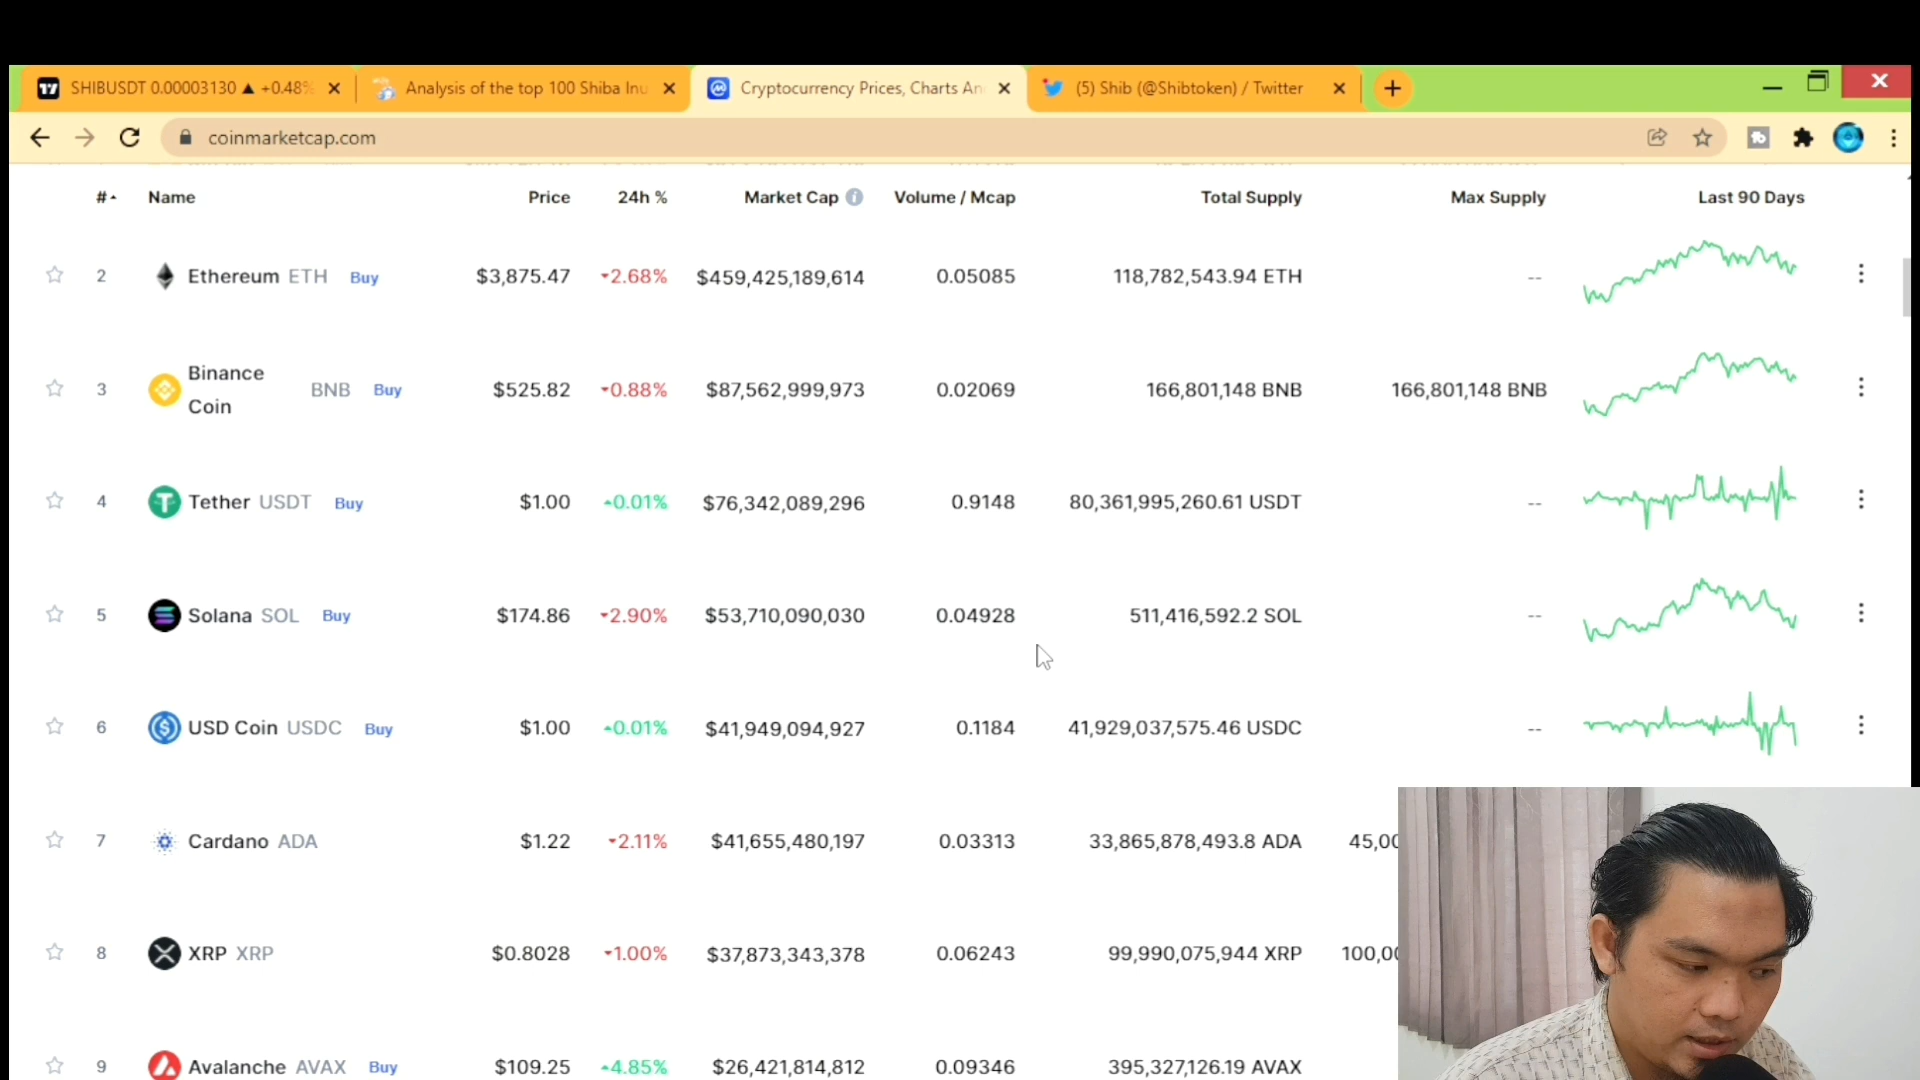 SHIBUSDT 0.00003130 ▲ +0.48% Analysis of the top 100 Shiba Inu Cryptocurrency Prices, Charts An (5) Shib (@Shibtoken) / Twitter
coinmarketcap.com
# Name Price 24h % Market Cap Volume / Mcap Total Supply Max Supply Last 90 Days
2 Ethereum ETH Buy $3,875.47 2.68% $459,425,189,614 0.05085 118,782,543.94 ETH --
3 Binance Coin BNB Buy $525.82 0.88% $87,562,999,973 0.02069 166,801,148 BNB 166,801,148 BNB
4 Tether USDT Buy $1.00 0.01% $76,342,089,296 0.9148 80,361,995,260.61 USDT --
5 Solana SOL Buy $174.86 2.90% $53,710,090,030 0.04928 511,416,592.2 SOL --
6 USD Coin USDC Buy $1.00 0.01% $41,949,094,927 0.1184 41,929,037,575.46 USDC --
7 Cardano ADA $1.22 2.11% $41,655,480,197 0.03313 33,865,878,493.8 ADA 45,00
8 XRP XRP $0.8028 1.00% $37,873,343,378 0.06243 99,990,075,944 XRP 100,00
9 Avalanche AVAX Buy $109.25 4.85% $26,421,814,812 0.09346 395,327,126.19 AVAX